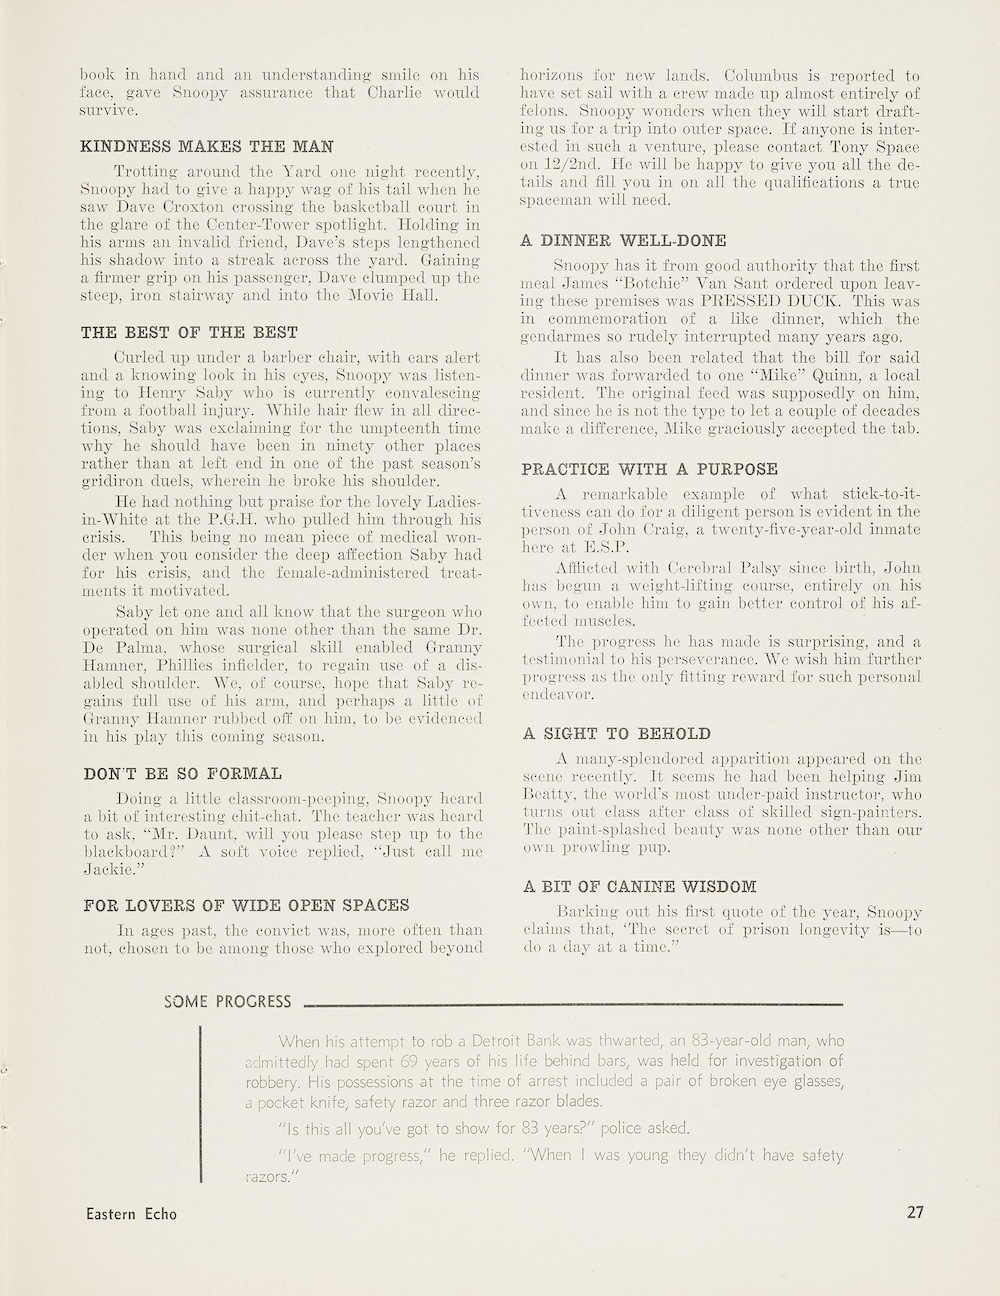 book in hand and an understanding smile on his
face, gave Snoopy assurance that Charlie would
survive.
KINDNESS MAKES THE MAN
Trotting around the Yard one night recently,
Snoopy had to give a happy wag of his tail when he
saw Dave Croxton crossing the basketball court in
the glare of the Center-Tower spotlight. Holding in
his arms an invalid friend, Dave's steps lengthened
his shadow into a streak across the yard. Gaining
a firmer grip on his passenger, Dave clumped up the
steep, iron stairway and into the Movie Hall.
THE BEST OF THE BEST
Curled up under a barber chair, with ears alert
and a knowing look in his eyes, Snoopy was listen-
ing to Henry Saby who is currently convalescing
from a football injury. While hair flew in all direc-
tions, Saby was exclaiming for the umpteenth time
why he should have been in ninety other places
rather than at left end in one of the past season's
gridiron duels, wherein he broke his shoulder.
He had nothing but praise for the lovely Ladies-
in-White at the P.G.H. who pulled him through his
crisis. This being no mean piece of medical won-
der when you consider the deep affection Saby had
for his crisis, and the female-administered treat-
ments it motivated.
Saby let one and all know that the surgeon who
operated on him was none other than the same Dr.
De Palma, whose surgical skill enabled Granny
Hamner, Phillies infielder, to regain use of a dis-
abled shoulder. We, of course, hope that Saby re-
gains full use of his arm, and perhaps a little of
Granny Hamner rubbed off on him, to be evidenced
in his play this coming season.
DON'T BE SO FORMAL
Doing a little classroom-peeping, Snoopy heard
a bit of interesting chit-chat. The teacher was heard
to ask, "Mr. Daunt, will you please step up to the
blackboard?" A soft voice replied, "Just call me
Jackie."
FOR LOVERS OF WIDE OPEN SPACES
In ages past, the convict was, more often than
not, chosen to be among those who explored beyond
horizons for new lands. Columbus is reported to
have set sail with a crew made up almost entirely of
felons. Snoopy wonders when they will start draft-
ing us for a trip into outer space. If anyone is inter-
ested in such a venture, please contact Tony Space
on 12/2nd. He will be happy to give you all the de-
tails and fill you in on all the qualifications a true
spaceman will need.
A DINNER WELL-DONE
Snoopy has it from good authority that the first
meal James "Botchie" Van Sant ordered upon leav-
ing these premises was PRESSED DUCK. This was
in commemoration of a like dinner, which the
gendarmes so rudely interrupted many years ago.
It has also been related that the bill for said
dinner was forwarded to one "Mike" Quinn, a local
resident. The original feed was supposedly on him,
and since he is not the type to let a couple of decades
make a difference, Mike graciously accepted the tab.
PRACTICE WITH A PURPOSE
A remarkable example of what stick-to-it-
tiveness can do for a diligent person is evident in the
person of John Craig, a twenty-five-year-old inmate
here at E.S.P.
Afflicted with Cerebral Palsy since birth, John
has begun a weight-lifting course, entirely on his
own, to enable him to gain better control of his af-
fected muscles.
The progress he has made is surprising, and a
testimonial to his perseverance. We wish him further
progress as the only fitting reward for such personal
endeavor.
A SIGHT TO BEHOLD
A many-splendored apparition appeared on the
scene recently. It seems he had been helping Jim
Beatty, the world's most under-paid instructor, who
turns out class after class of skilled sign-painters.
The paint-splashed beauty was none other than our
own prowling pup.
A BIT OF CANINE WISDOM
Barking out his first quote of the year, Snoopy
claims that, 'The secret of prison longevity is—to
do a day at a time."
SOME PROGRESS
When his attempt to rob a Detroit Bank was thwarted, an 83-year-old man, who
admittedly had spent 69 years of his life behind bars, was held for investigation of
robbery. His possessions at the time of arrest included a pair of broken eye glasses,
a pocket knife, safety razor and three razor blades.
"Is this all you've got to show for 83 years?" police asked.
"I've made progress," he replied. "When I was young they didn't have safety
razors."
Eastern Echo
27